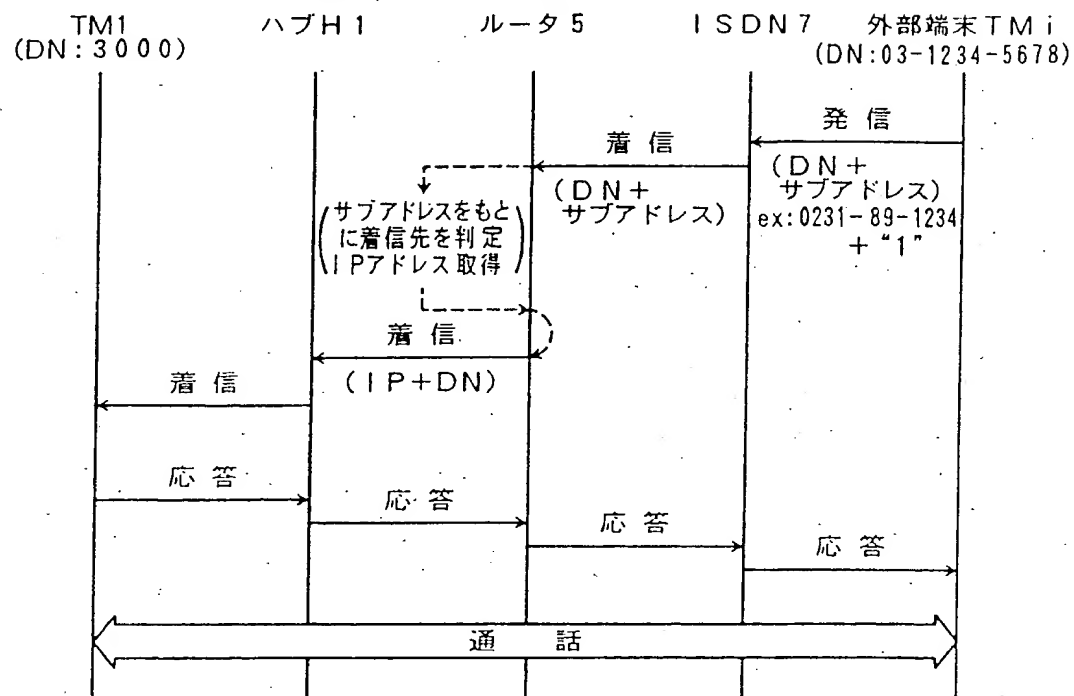 TM1 ハブH1 ルータ5 ISDN7 外部端末TMi
(DN:3000) (DN:03-1234-5678)
発信
着信
(DN+
サブアドレス)
ex:0231-89-1234
+“1”
(DN+
サブアドレス)
(サブアドレスをもと
に着信先を判定
IPアドレス取得)
着信
(IP+DN)
着信
応答
応答
応答
応答
通話